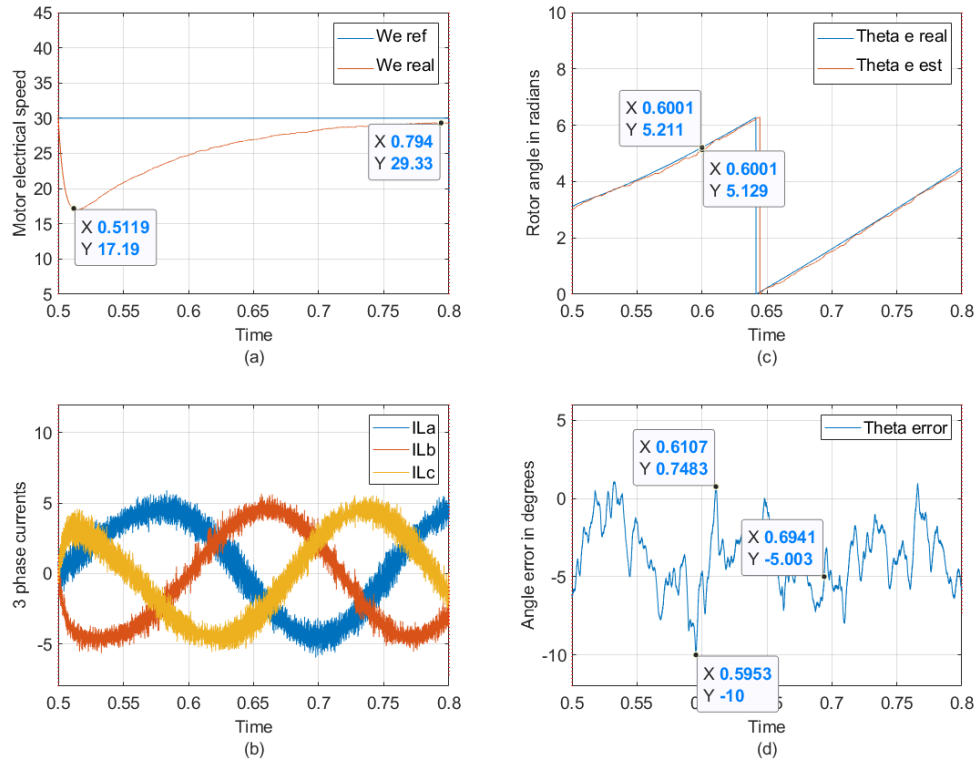 45
40
35
30
25
20
15
10
5
Motor electrical speed
We ref
We real
X 0.794
Y 29.33
X 0.5119
Y 17.19
0.5 0.55 0.6 0.65 0.7 0.75 0.8
Time
(a)
10
8
6
4
2
0
Rotor angle in radians
Theta e real
Theta e est
X 0.6001
Y 5.211
X 0.6001
Y 5.129
0.5 0.55 0.6 0.65 0.7 0.75 0.8
Time
(c)
10
5
0
-5
3 phase currents
ILa
ILb
ILc
0.5 0.55 0.6 0.65 0.7 0.75 0.8
Time
(b)
5
0
-5
-10
Angle error in degrees
Theta error
X 0.6107
Y 0.7483
X 0.6941
Y -5.003
X 0.5953
Y -10
0.5 0.55 0.75 0.8
Time
(d)